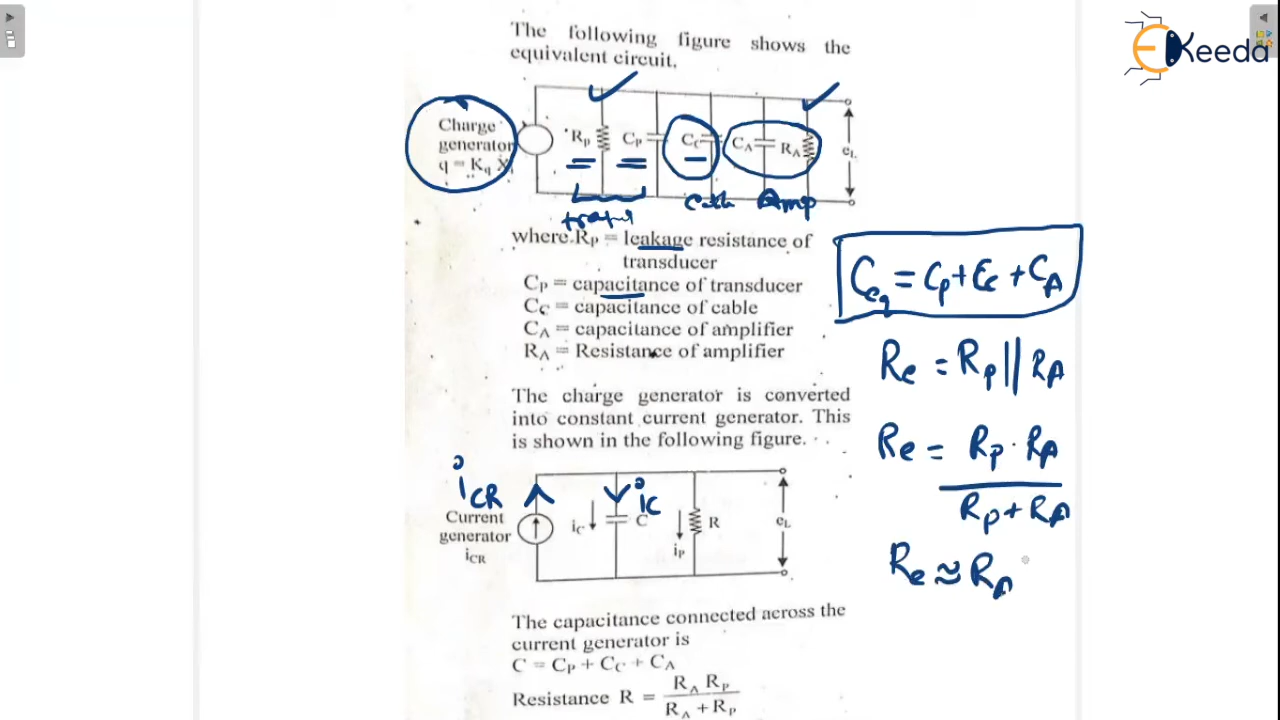 The following figure shows the
equivalent circuit.
EKeeda
Charge
generator
q = Kq Xi
RP
CP
CC
CA
RA
eL
Cable
Amp
where RP = leakage resistance of
transducer
CP = capacitance of transducer
CC = capacitance of cable
CA = capacitance of amplifier
RA = Resistance of amplifier
The charge generator is converted
into constant current generator. This
is shown in the following figure.
iCR
Current
generator
iCR
iC
iC
C
iP
R
eL
The capacitance connected across the
current generator is
C = CP + CC + CA
Resistance R = RA RP
RA + RP
Ceq = CP + CC + CA
Re = RP || RA
Re = RP · RA
RP + RA
Re ≈ RA